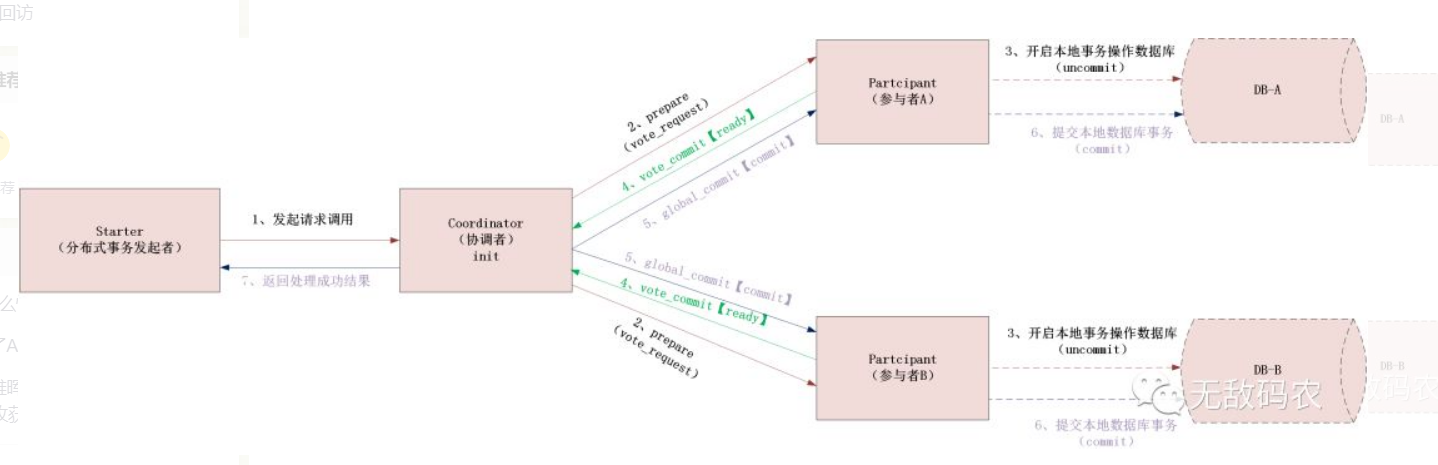 回访
荐
Starter
（分布式事务发起者）
1、发起请求调用
7、返回处理成功结果
Coordinator
（协调者）
init
2、prepare
（vote_request）
4、vote_commit【ready】
5、global_commit【commit】
5、global_commit【commit】
4、vote_commit【ready】
2、prepare
（vote_request）
Partcipant
（参与者A）
3、开启本地事务操作数据库
（uncommit）
6、提交本地数据库事务
（commit）
DB-A
DB-A
Partcipant
（参与者B）
3、开启本地事务操作数据库
（uncommit）
6、提交本地数据库事务
（commit）
DB-B
DB-B
无敌码农
敌码农